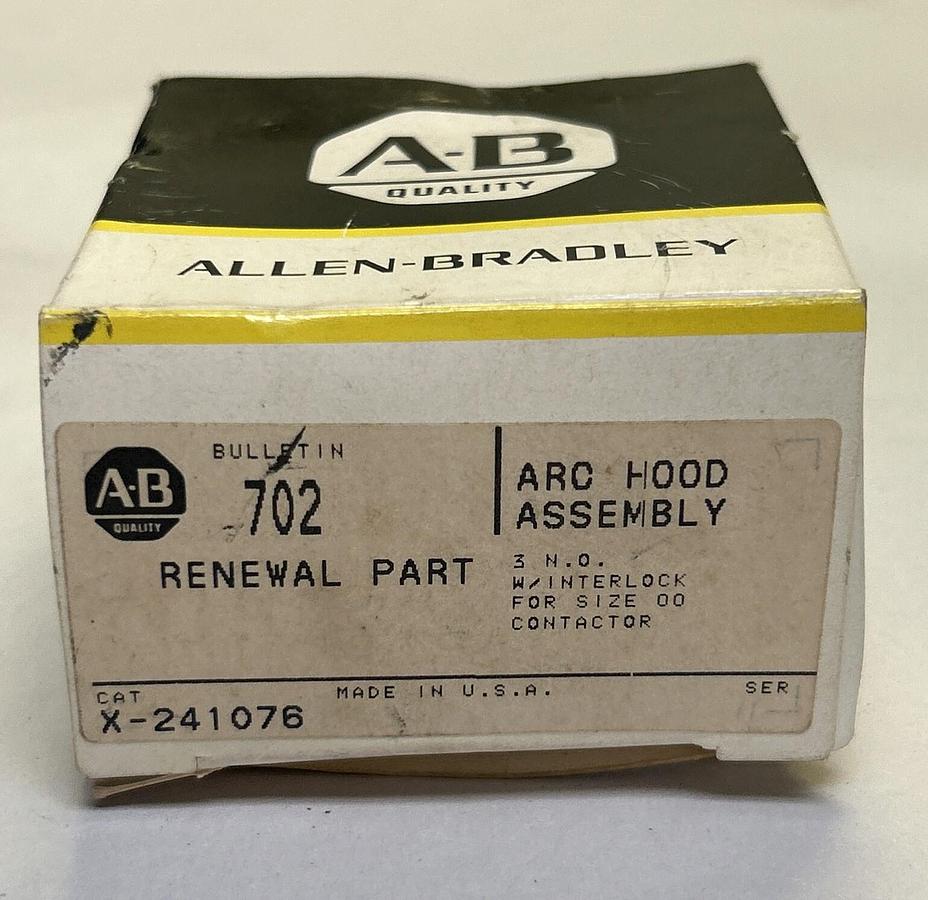 A-B
QUALITY
ALLEN-BRADLEY
A-B
QUALITY
BULLETIN
702
RENEWAL PART
ARC HOOD
ASSEMBLY
3 N.O.
W/INTERLOCK
FOR SIZE 00
CONTACTOR
CAT
X-241076
MADE IN U.S.A.
SER